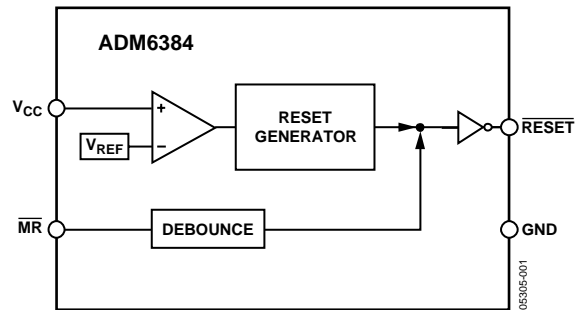 ADM6384
VCC
+
VREF
−
RESET
GENERATOR
RESET
MR
DEBOUNCE
GND
05305-001